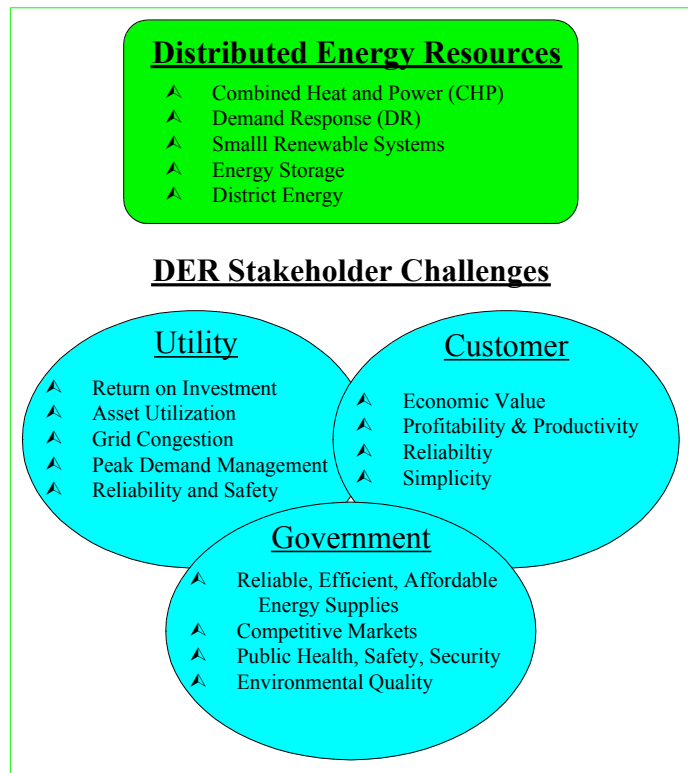 Distributed Energy Resources
Combined Heat and Power (CHP)
Demand Response (DR)
Smalll Renewable Systems
Energy Storage
District Energy
DER Stakeholder Challenges
Utility
Return on Investment
Asset Utilization
Grid Congestion
Peak Demand Management
Reliability and Safety
Customer
Economic Value
Profitability & Productivity
Reliabiltiy
Simplicity
Government
Reliable, Efficient, Affordable
Energy Supplies
Competitive Markets
Public Health, Safety, Security
Environmental Quality